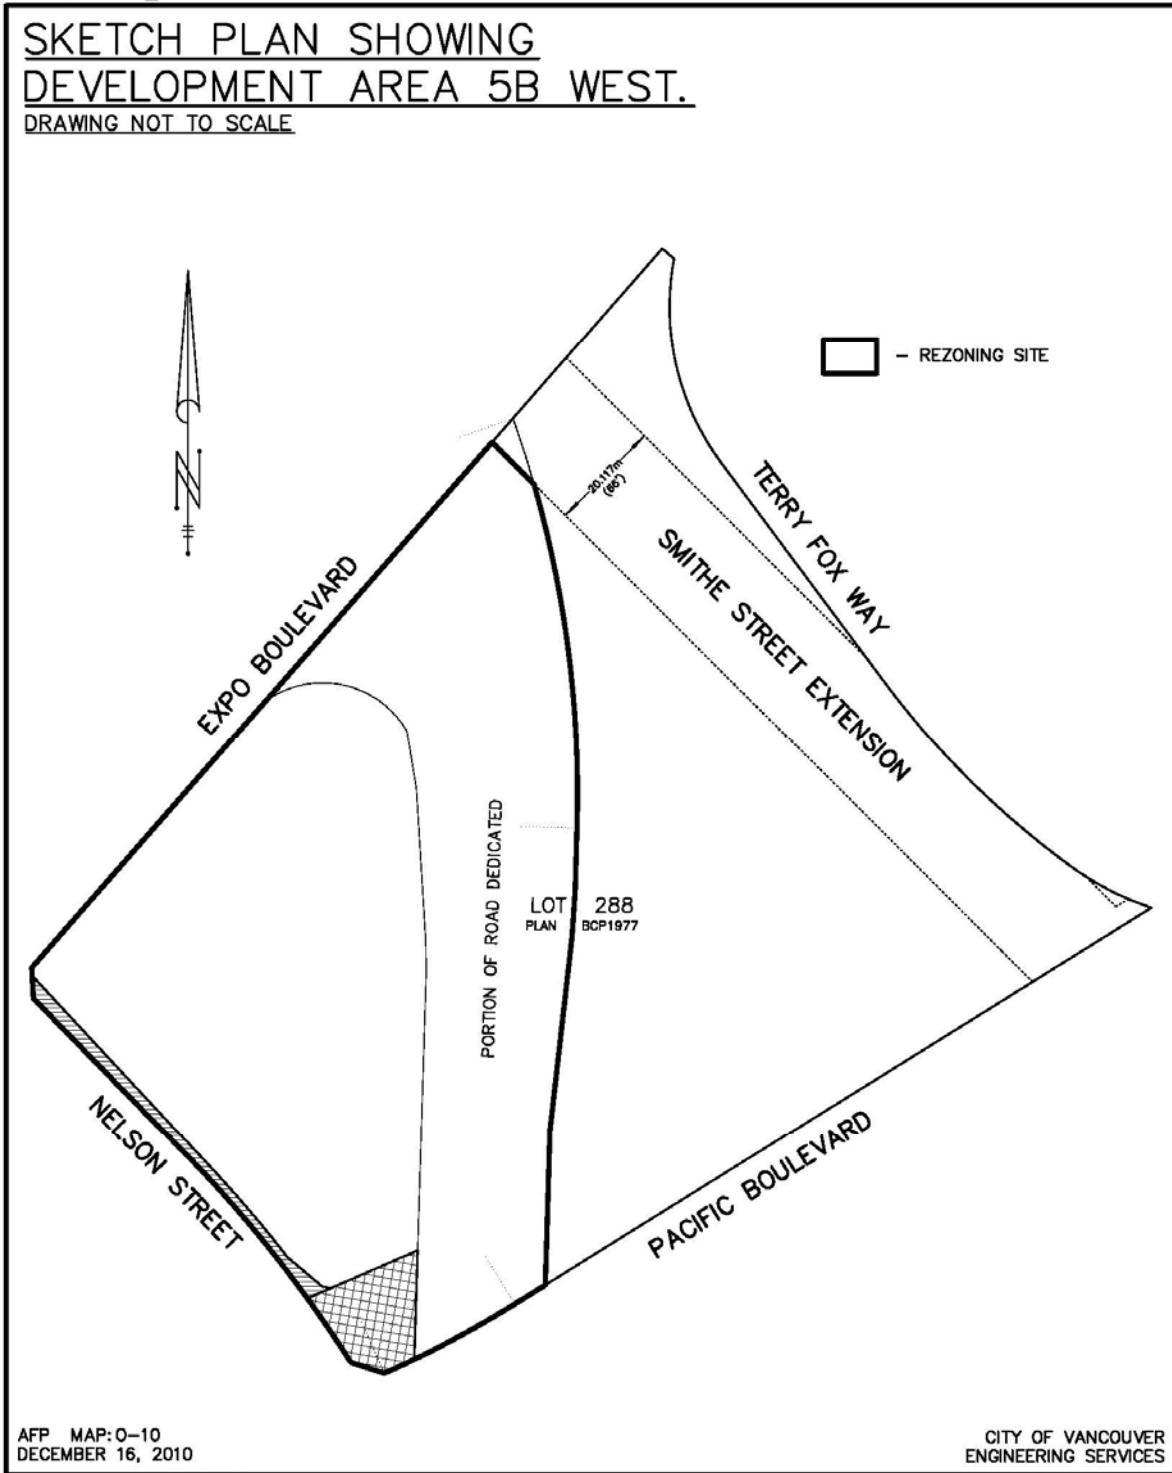 SKETCH PLAN SHOWING
DEVELOPMENT AREA 5B WEST.
DRAWING NOT TO SCALE
N
– REZONING SITE
20.117m
(66')
TERRY FOX WAY
SMITHE STREET EXTENSION
EXPO BOULEVARD
PORTION OF ROAD DEDICATED
LOT 288
PLAN BCP1977
NELSON STREET
PACIFIC BOULEVARD
AFP MAP: O-10
DECEMBER 16, 2010
CITY OF VANCOUVER
ENGINEERING SERVICES